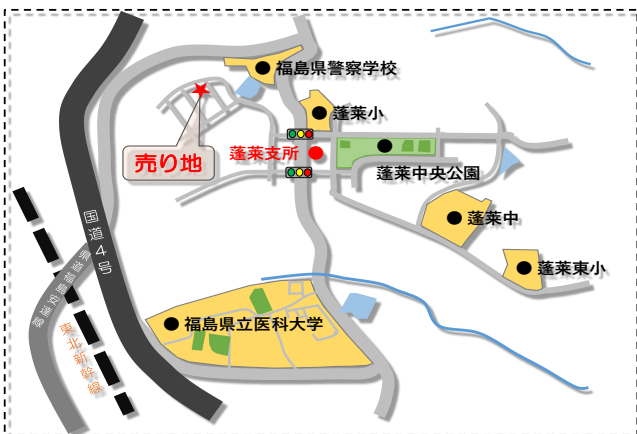 福島県警察学校
蓬莱小
蓬莱支所
売り地
蓬莱中央公園
蓬莱中
国道4号
蓬莱東小
福島県立医科大学
東北新幹線